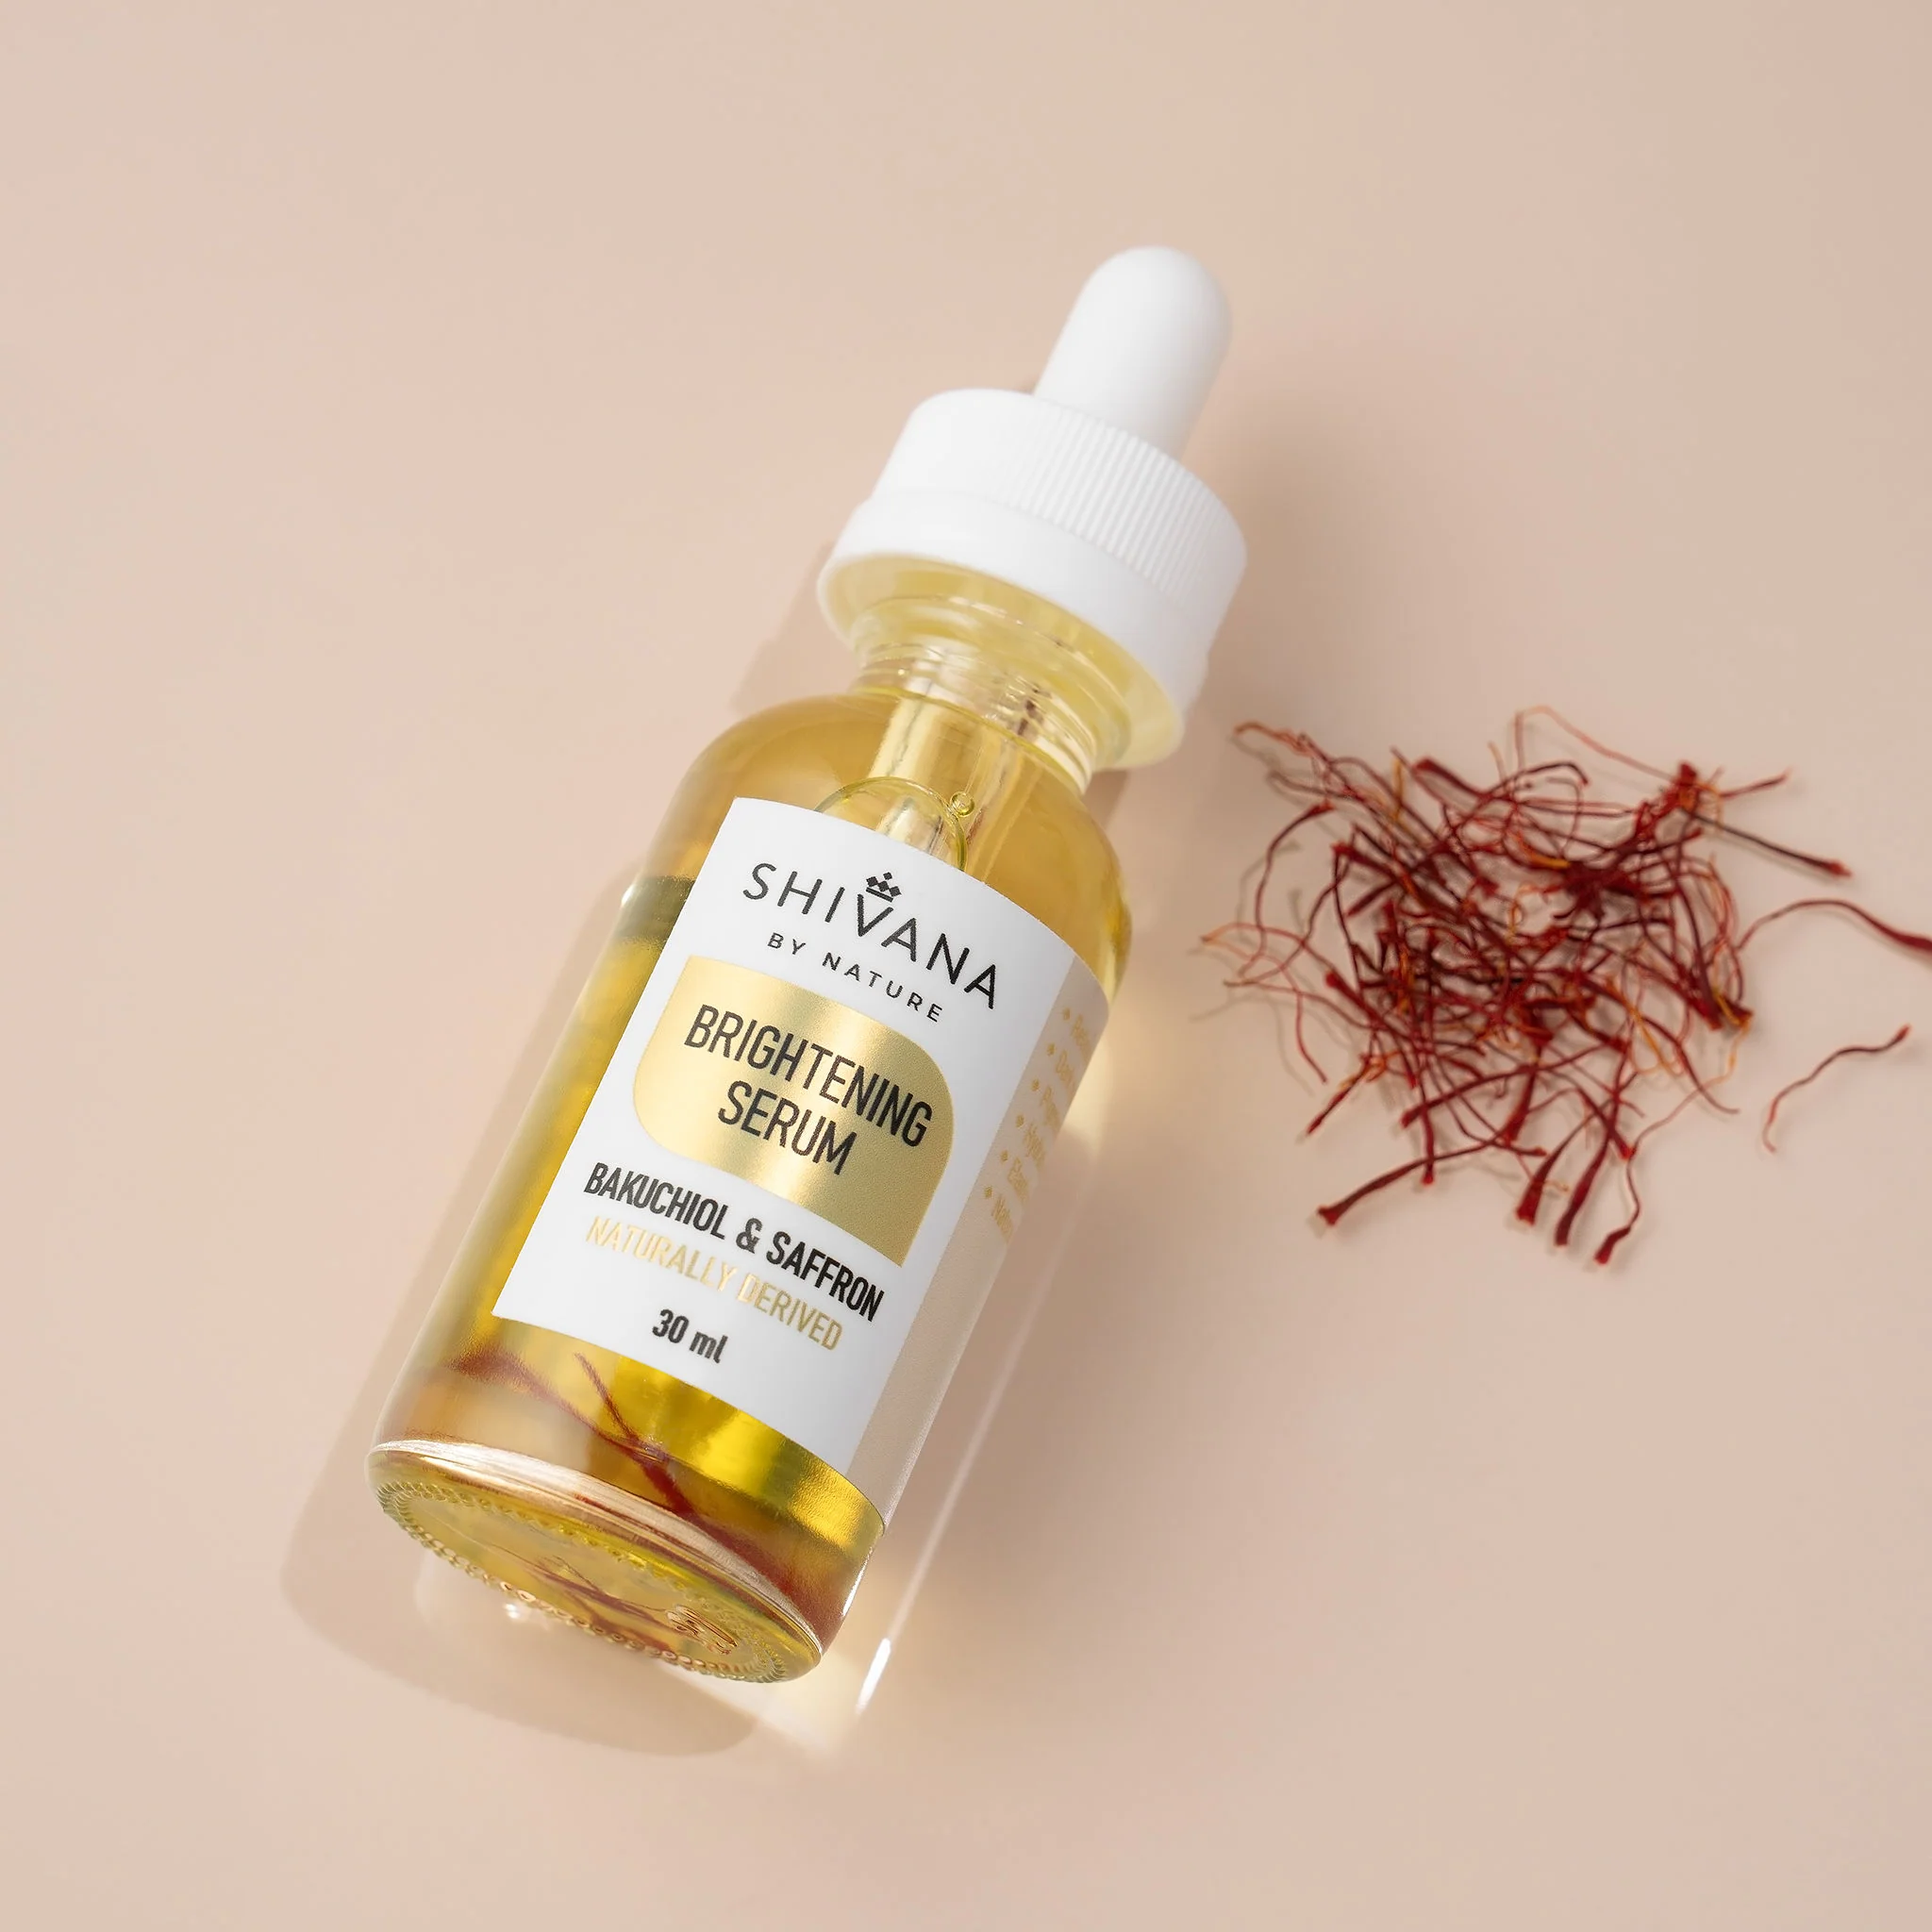 SHIVANA
BY NATURE
BRIGHTENING
SERUM
BAKUCHIOL & SAFFRON
NATURALLY DERIVED
30 ml